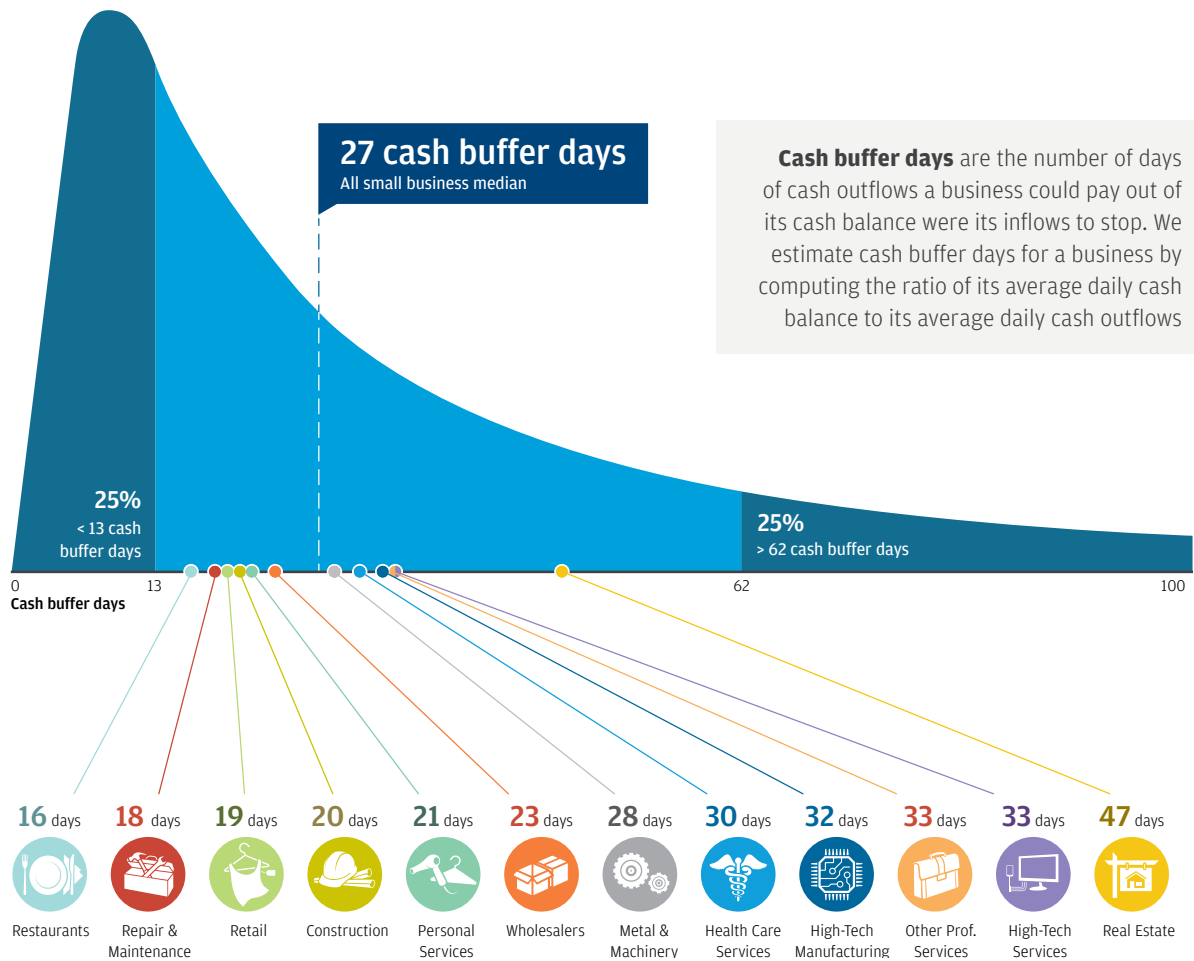 27 cash buffer days
All small business median
Cash buffer days are the number of days
of cash outflows a business could pay out of
its cash balance were its inflows to stop. We
estimate cash buffer days for a business by
computing the ratio of its average daily cash
balance to its average daily cash outflows
25%
< 13 cash
buffer days
25%
> 62 cash buffer days
0
13
62
100
Cash buffer days
16 days
18 days
19 days
20 days
21 days
23 days
28 days
30 days
32 days
33 days
33 days
47 days
Restaurants
Repair &
Maintenance
Retail
Construction
Personal
Services
Wholesalers
Metal &
Machinery
Health Care
Services
High-Tech
Manufacturing
Other Prof.
Services
High-Tech
Services
Real Estate